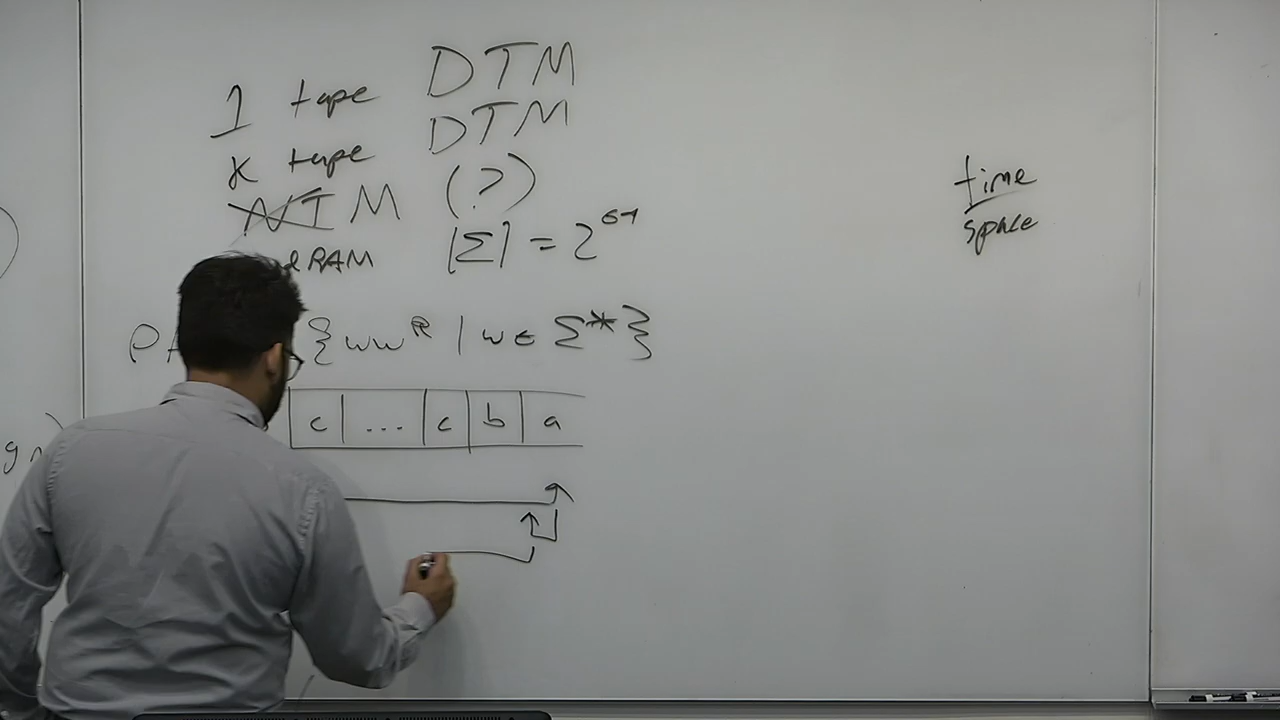 1 tape DTM
k tape DTM
NTM (?)
RAM |Σ| = 2^64
PA {ww^R | w ∈ Σ*}
c | ... | c | b | a
time
space